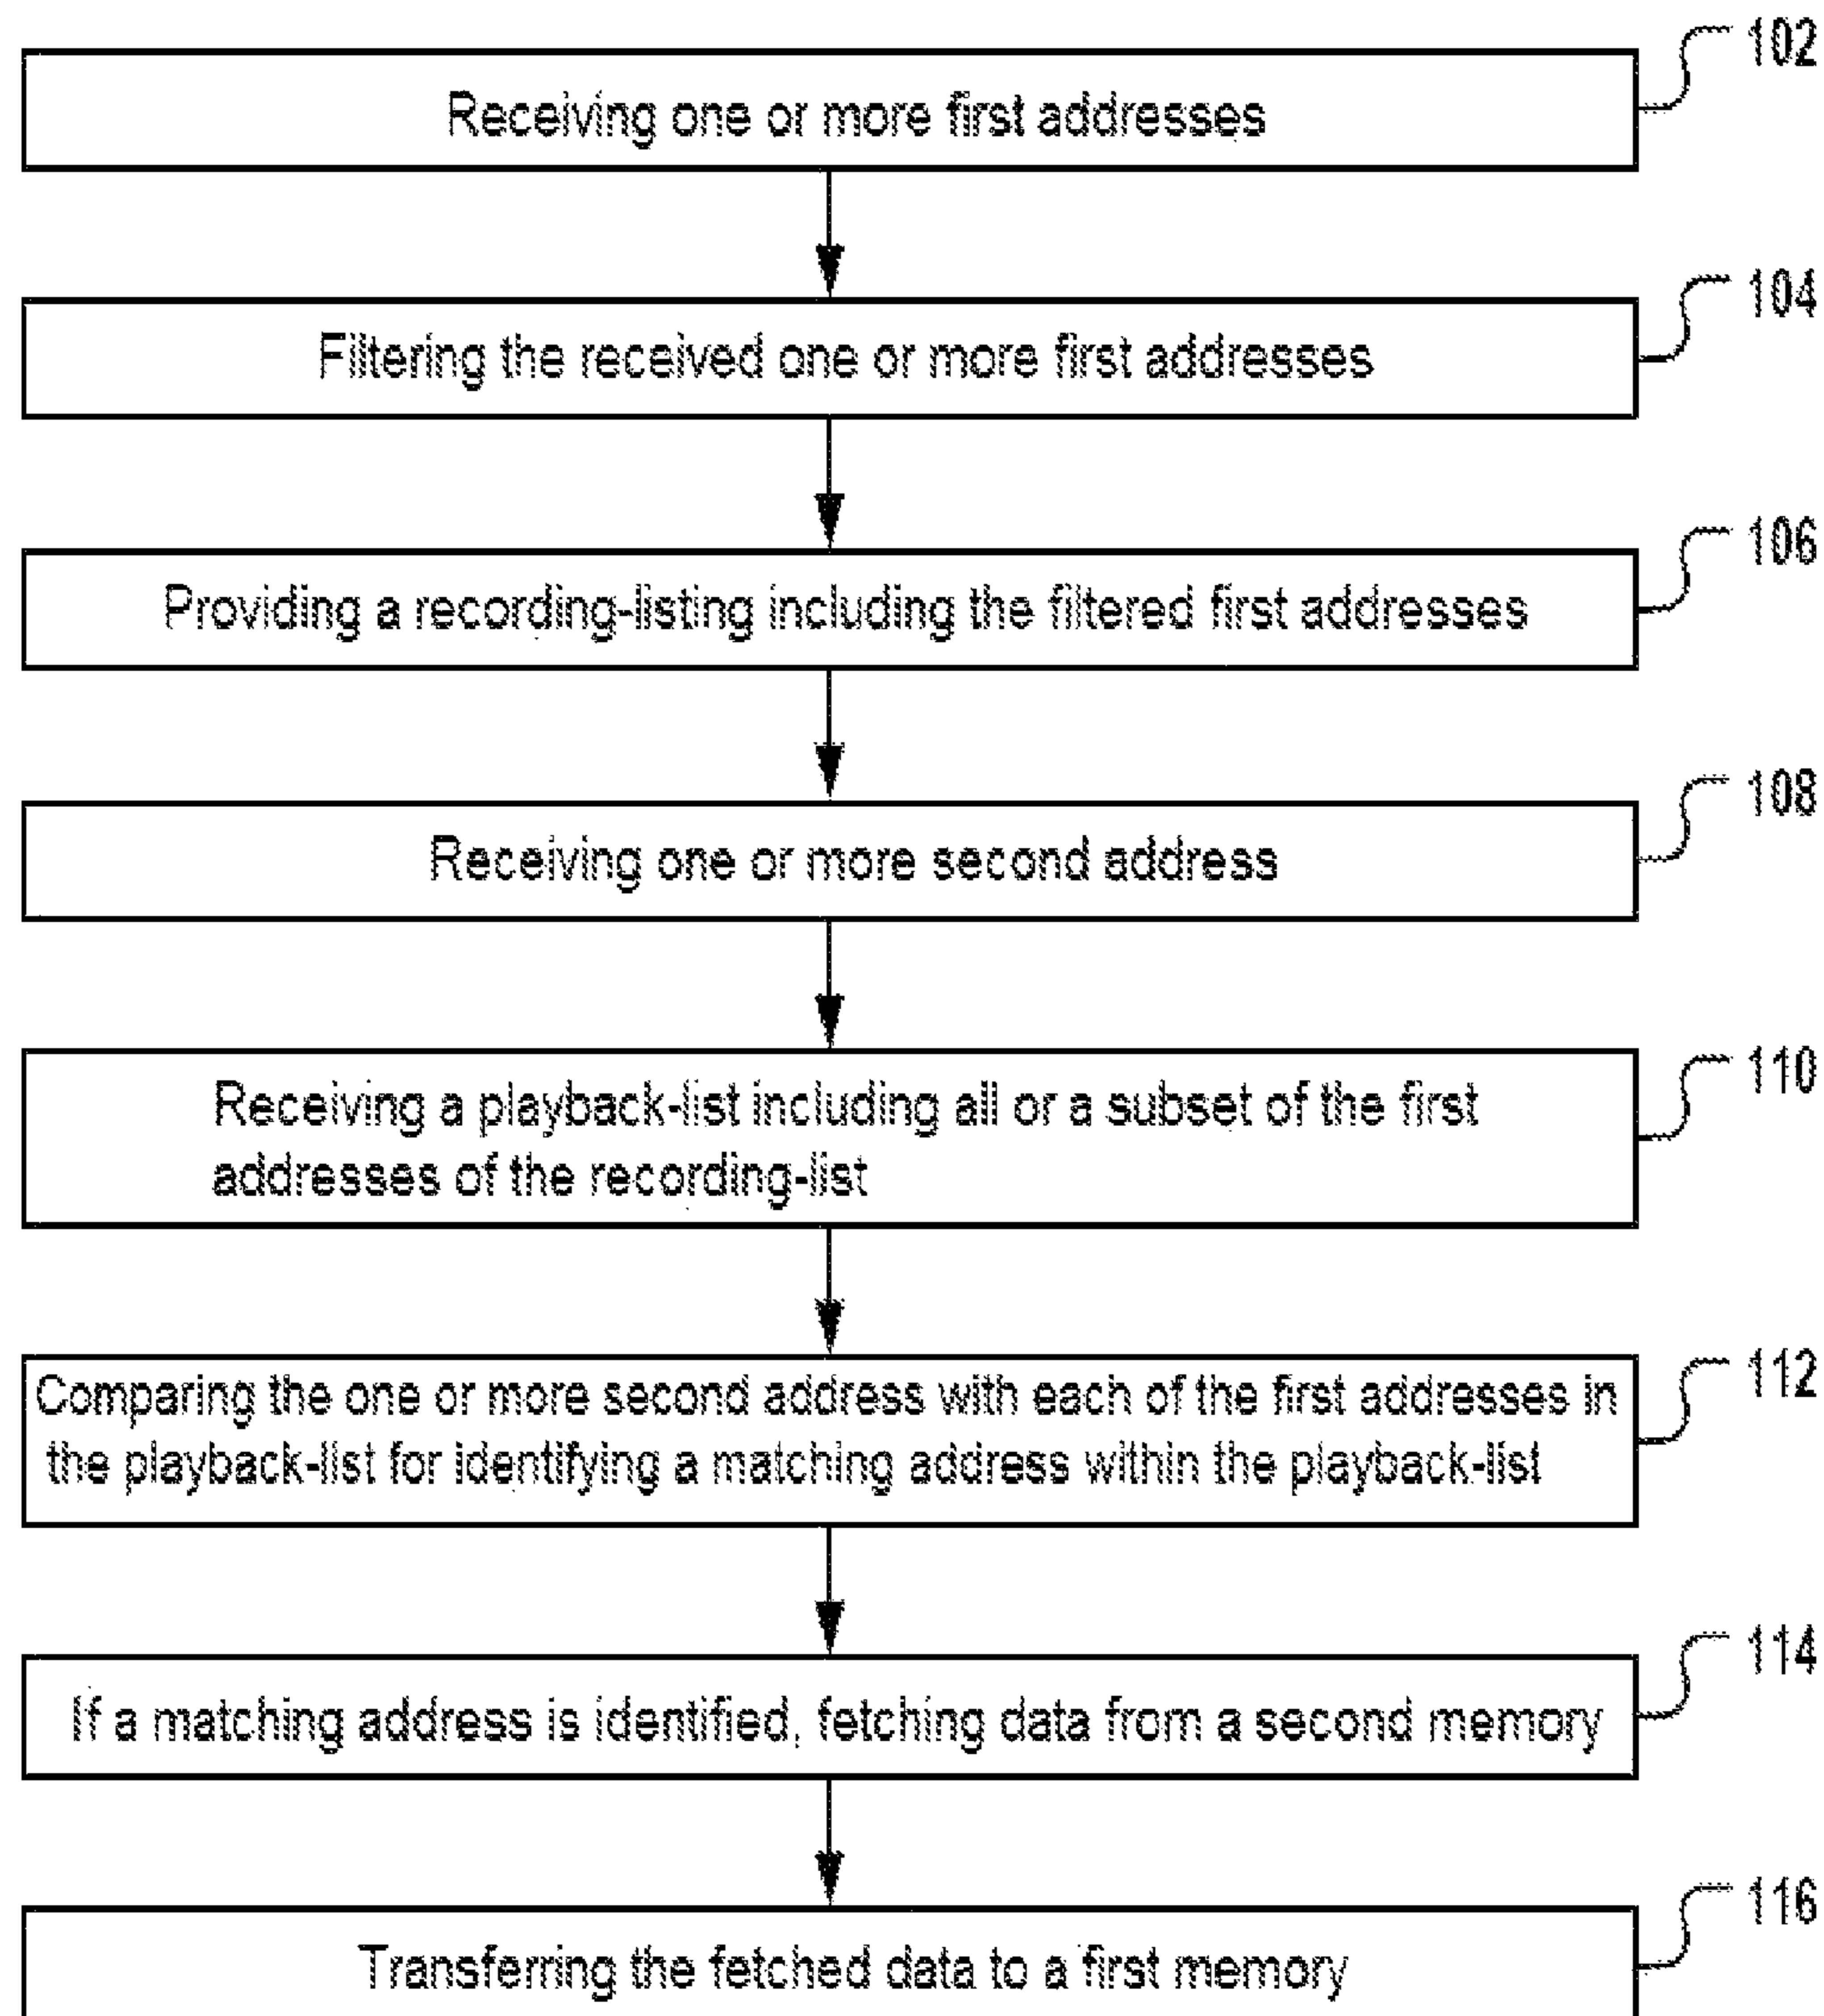 102
Receiving one or more first addresses
104
Filtering the received one or more first addresses
106
Providing a recording-listing including the filtered first addresses
108
Receiving one or more second address
110
Receiving a playback-list including all or a subset of the first
addresses of the recording-list
112
Comparing the one or more second address with each of the first addresses in
the playback-list for identifying a matching address within the playback-list
114
If a matching address is identified, fetching data from a second memory
116
Transferring the fetched data to a first memory